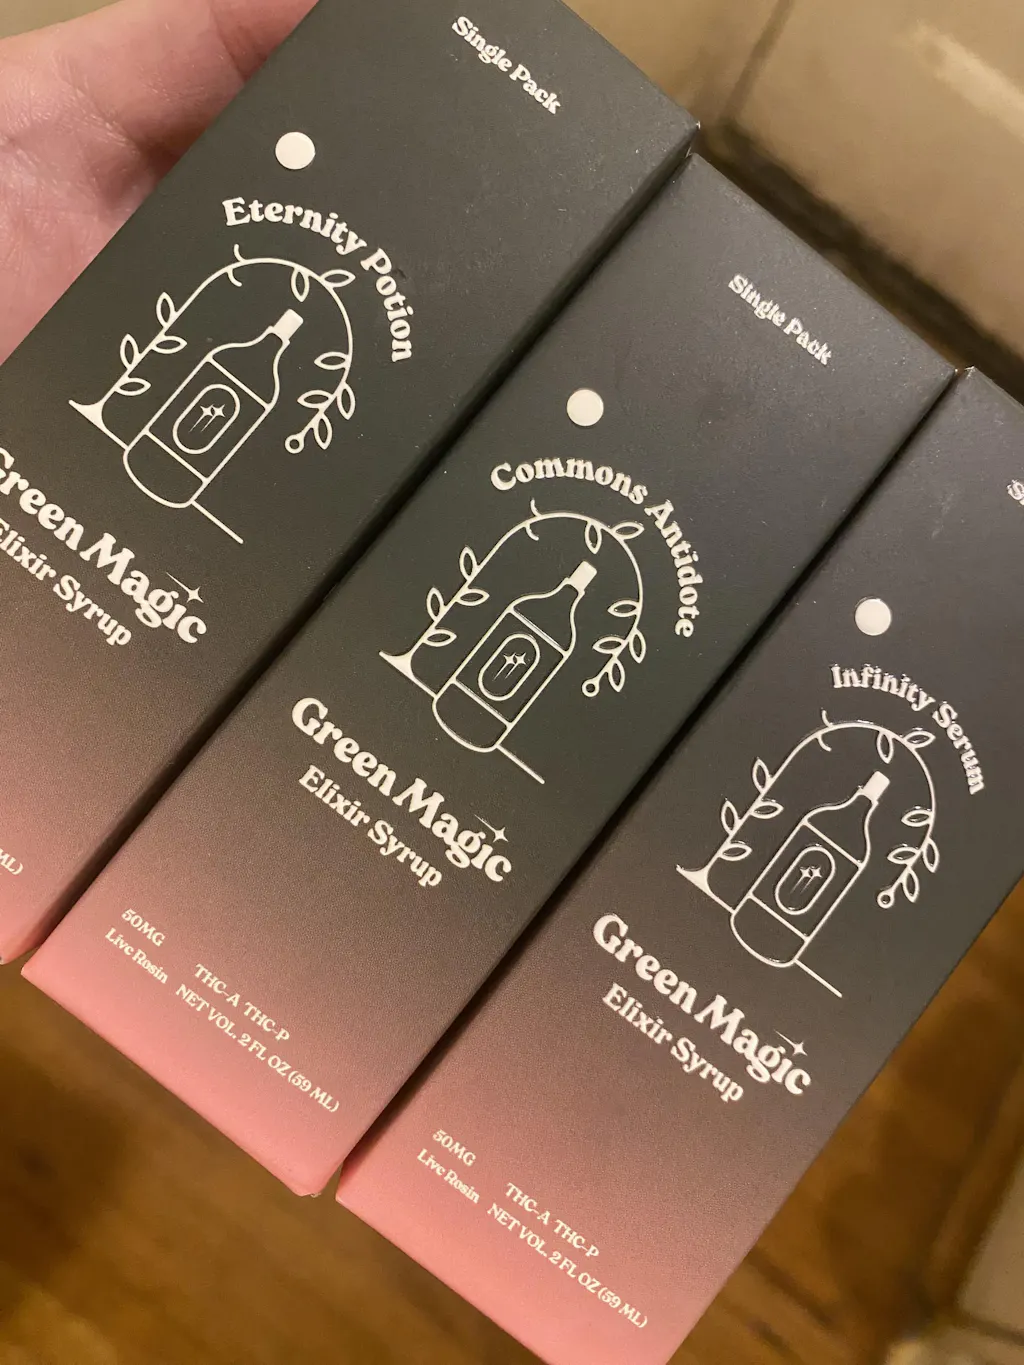 Single Pack
Eternity Potion
Green Magic
Elixir Syrup
ML)
Single Pack
Commons Antidote
Green Magic
Elixir Syrup
50MG
Live Rosin
THC-A THC-P
NET VOL. 2 FL OZ (59 ML)
Infinity Serum
Green Magic
Elixir Syrup
50MG
Live Rosin
THC-A THC-P
NET VOL. 2 FL OZ (59 ML)